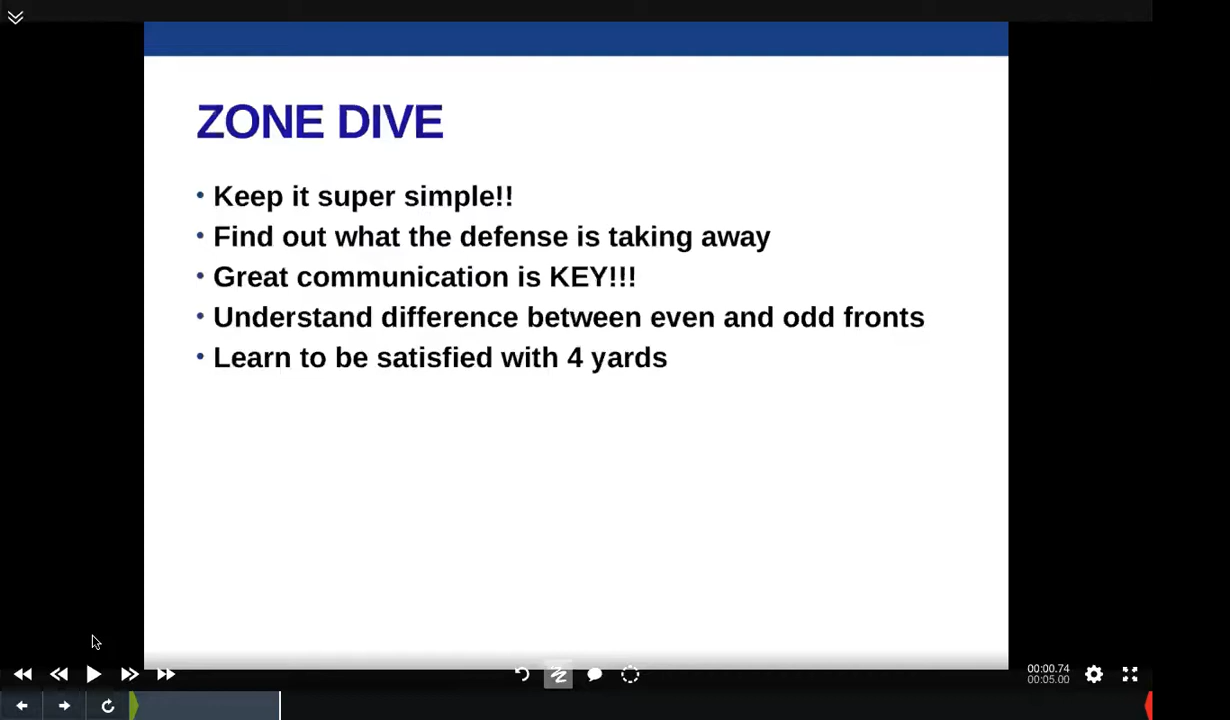 ZONE DIVE
• Keep it super simple!!
• Find out what the defense is taking away
• Great communication is KEY!!!
• Understand difference between even and odd fronts
• Learn to be satisfied with 4 yards
00:00.74
00:05.00